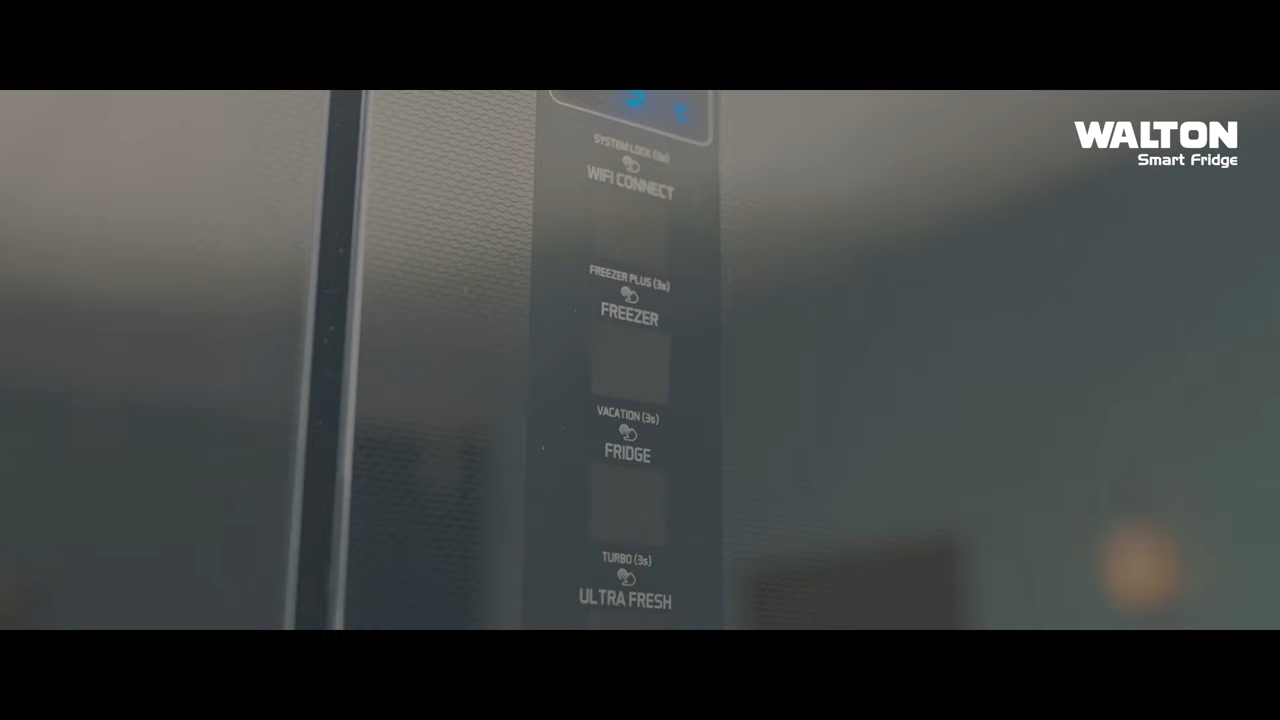 WALTON
Smart Fridge
SYSTEM LOCK (3s)
WIFI CONNECT
FREEZER PLUS (3s)
FREEZER
VACATION (3s)
FRIDGE
TURBO (3s)
ULTRA FRESH